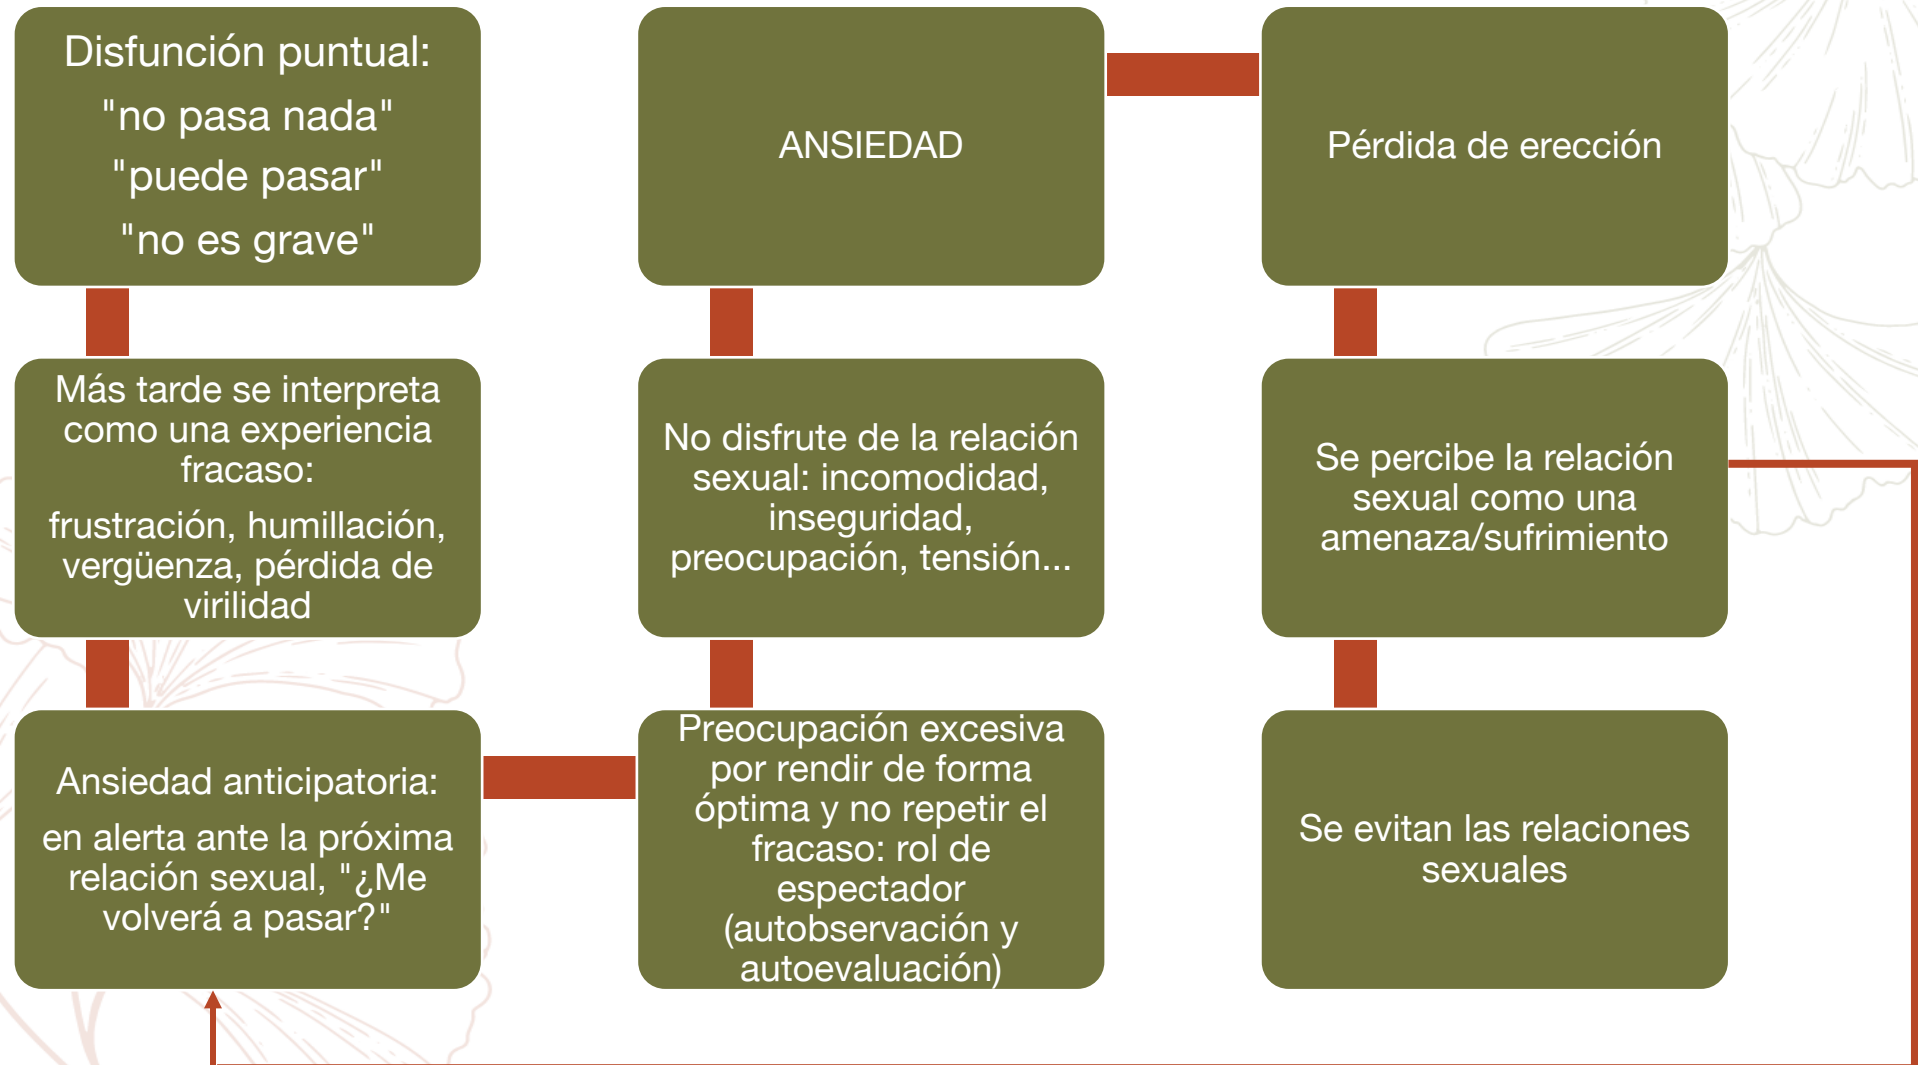 Disfunción puntual:
"no pasa nada"
"puede pasar"
"no es grave"
Más tarde se interpreta
como una experiencia
fracaso:
frustración, humillación,
vergüenza, pérdida de
virilidad
Ansiedad anticipatoria:
en alerta ante la próxima
relación sexual, "¿Me
volverá a pasar?"
Preocupación excesiva
por rendir de forma
óptima y no repetir el
fracaso: rol de
espectador
(autobservación y
autoevaluación)
No disfrute de la relación
sexual: incomodidad,
inseguridad,
preocupación, tensión...
ANSIEDAD
Pérdida de erección
Se percibe la relación
sexual como una
amenaza/sufrimiento
Se evitan las relaciones
sexuales